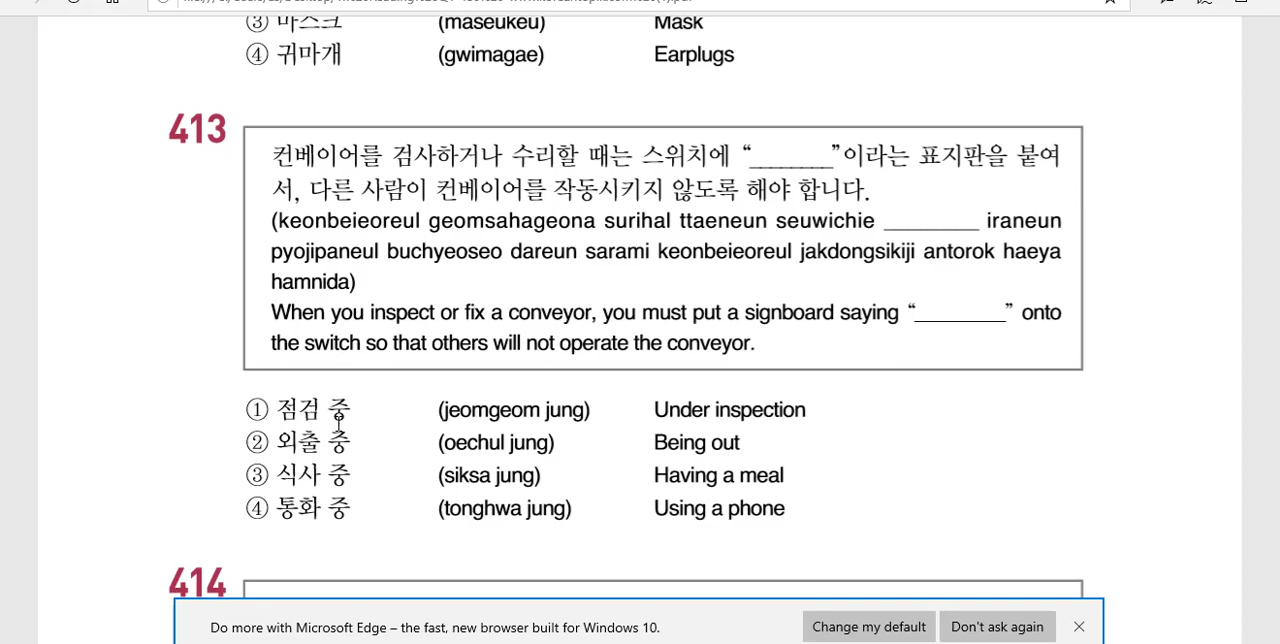 ③ 마스크 (maseukeu) Mask
④ 귀마개 (gwimagae) Earplugs
413
컨베이어를 검사하거나 수리할 때는 스위치에 “________”이라는 표지판을 붙여
서, 다른 사람이 컨베이어를 작동시키지 않도록 해야 합니다.
(keonbeieoreul geomsahageona surihal ttaeneun seuwichie ________ iraneun
pyojipaneul buchyeoseo dareun sarami keonbeieoreul jakdongsikiji antorok haeya
hamnida)
When you inspect or fix a conveyor, you must put a signboard saying “________” onto
the switch so that others will not operate the conveyor.
① 점검 중 (jeomgeom jung) Under inspection
② 외출 중 (oechul jung) Being out
③ 식사 중 (siksa jung) Having a meal
④ 통화 중 (tonghwa jung) Using a phone
414
Do more with Microsoft Edge – the fast, new browser built for Windows 10. Change my default Don't ask again